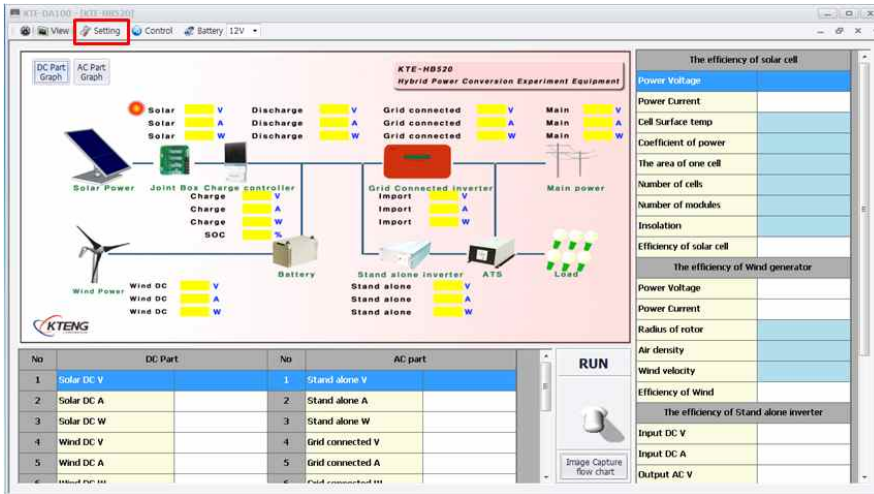 KTE-DA100 - [KTE-HB520]
View Setting Control Battery 12V
DC Part Graph
AC Part Graph
KTE-HB520
Hybrid Power Conversion Experiment Equipment
Solar V Discharge V Grid connected V Main V
Solar A Discharge A Grid connected A Main A
Solar W Discharge W Grid connected W Main W
Solar Power Joint Box Charge controller Grid Connected inverter Main power
Charge V Import V
Charge A Import A
Charge W Import W
SOC %
Battery Stand alone inverter ATS Load
Wind Power
Wind DC V Stand alone V
Wind DC A Stand alone A
Wind DC W Stand alone W
KTENG
No DC Part No AC part
1 Solar DC V 1 Stand alone V
2 Solar DC A 2 Stand alone A
3 Solar DC W 3 Stand alone W
4 Wind DC V 4 Grid connected V
5 Wind DC A 5 Grid connected A
6 Wind DC W 6 Grid connected W
RUN
Image Capture
flow chart
The efficiency of solar cell
Power Voltage
Power Current
Cell Surface temp
Coefficient of power
The area of one cell
Number of cells
Number of modules
Insolation
Efficiency of solar cell
The efficiency of Wind generator
Power Voltage
Power Current
Radius of rotor
Air density
Wind velocity
Efficiency of Wind
The efficiency of Stand alone inverter
Input DC V
Input DC A
Output AC V